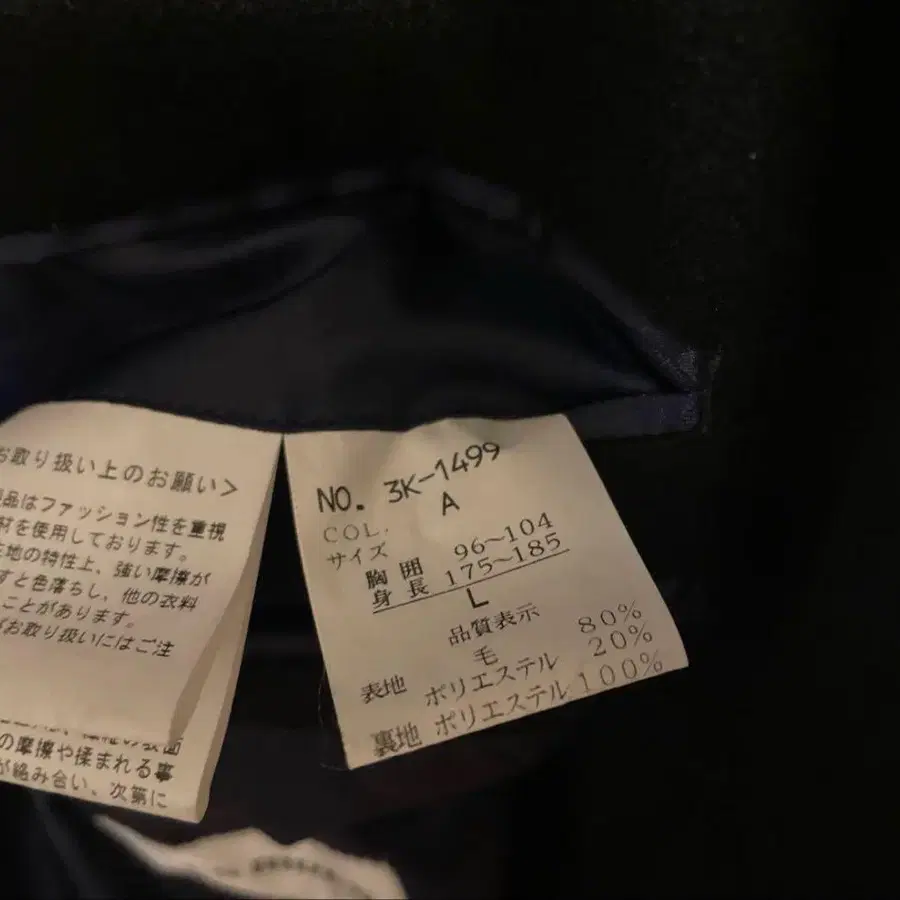 お取り扱い上のお願い>
品はファッション性を重視
材を使用しております。
生地の特性上、強い摩擦が
すと色落ちし、他の衣料
ことがあります。
お取り扱いにはご注
の摩擦や揉まれる事
が絡み合い、次第に
NO. 3K-1499
COL. A
サイズ
胸囲 96~104
身長 175~185
L
品質表示
表地 毛 80%
ポリエステル 20%
裏地 ポリエステル 100%